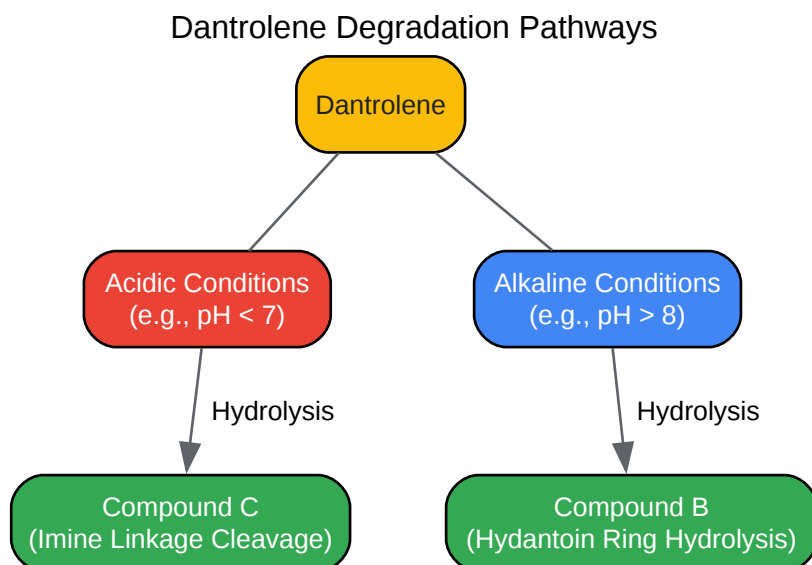 Dantrolene Degradation Pathways
Dantrolene
Acidic Conditions
(e.g., pH < 7)
Alkaline Conditions
(e.g., pH > 8)
Hydrolysis
Hydrolysis
Compound C
(Imine Linkage Cleavage)
Compound B
(Hydantoin Ring Hydrolysis)